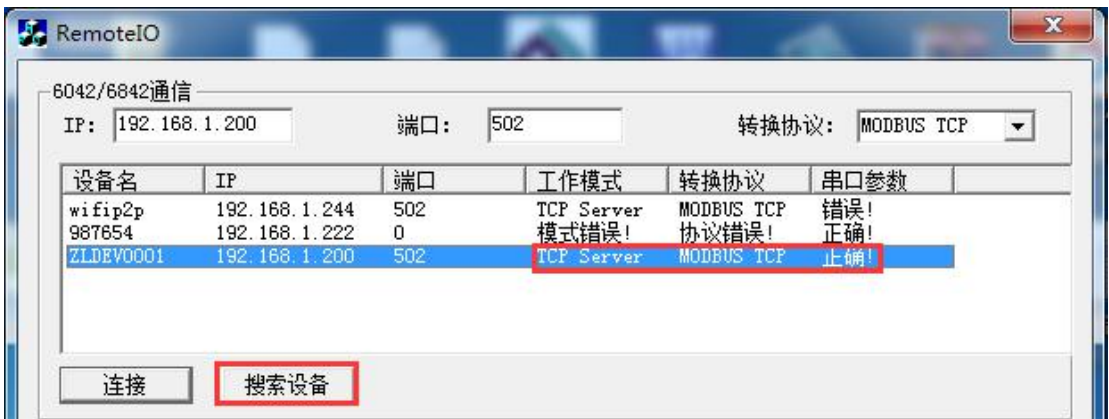 RemoteIO
6042/6842通信
IP: 192.168.1.200 端口: 502 转换协议: MODBUS TCP
设备名 IP 端口 工作模式 转换协议 串口参数
wifip2p 192.168.1.244 502 TCP Server MODBUS TCP 错误!
987654 192.168.1.222 0 模式错误! 协议错误! 正确!
ZLDEV0001 192.168.1.200 502 TCP Server MODBUS TCP 正确!
连接 搜索设备